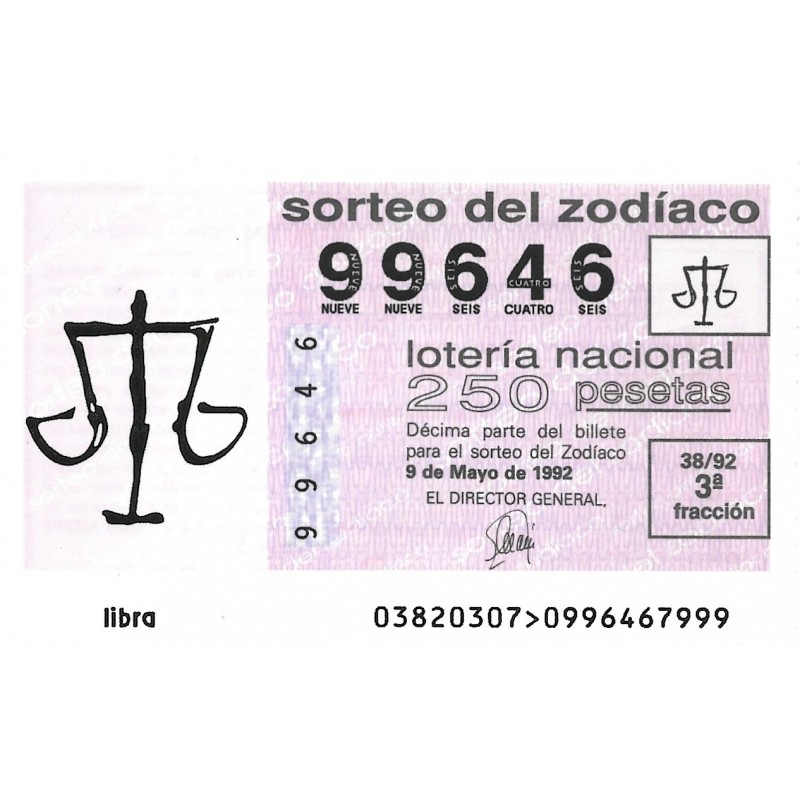 sorteo del zodíaco
99646
NUEVE NUEVE SEIS CUATRO SEIS
99646
lotería nacional
250 pesetas
Décima parte del billete
para el sorteo del Zodíaco
9 de Mayo de 1992
EL DIRECTOR GENERAL,
38/92
3ª
fracción
libra
03820307>0996467999